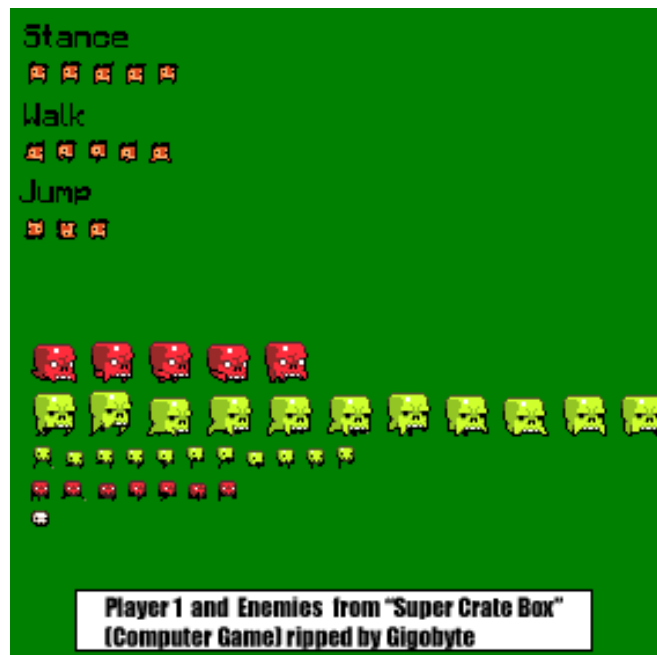 Stance
Walk
Jump
Player 1 and Enemies from “Super Crate Box”
(Computer Game) ripped by Gigobyte